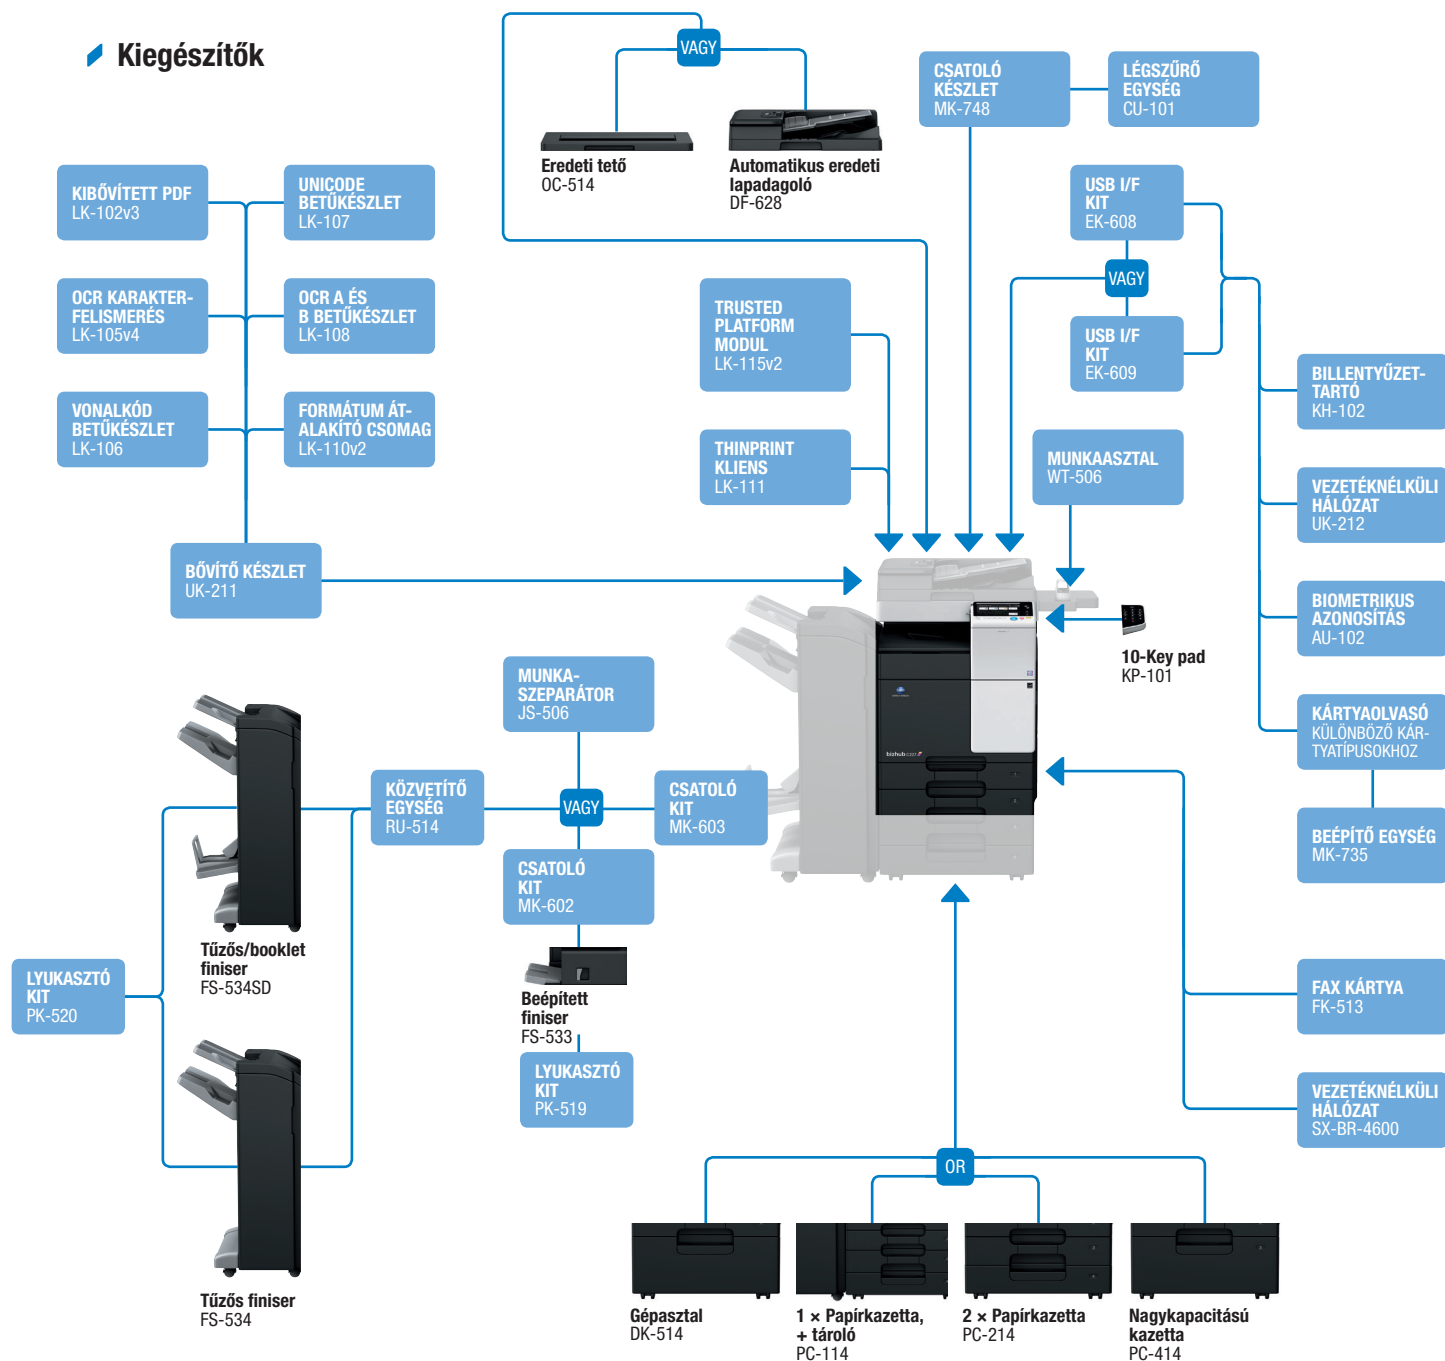 Kiegészítők
VAGY
Eredeti tető
OC-514
Automatikus eredeti
lapadagoló
DF-628
CSATOLÓ
KÉSZLET
MK-748
LÉGSZŰRŐ
EGYSÉG
CU-101
KIBŐVÍTETT PDF
LK-102v3
UNICODE
BETŰKÉSZLET
LK-107
OCR KARAKTER-
FELISMERÉS
LK-105v4
OCR A ÉS
B BETŰKÉSZLET
LK-108
VONALKÓD
BETŰKÉSZLET
LK-106
FORMÁTUM ÁT-
ALAKÍTÓ CSOMAG
LK-110v2
BŐVÍTŐ KÉSZLET
UK-211
TRUSTED
PLATFORM
MODUL
LK-115v2
THINPRINT
KLIENS
LK-111
USB I/F
KIT
EK-608
VAGY
USB I/F
KIT
EK-609
MUNKAASZTAL
WT-506
BILLENTYŰZET-
TARTÓ
KH-102
VEZETÉKNÉLKÜLI
HÁLÓZAT
UK-212
BIOMETRIKUS
AZONOSÍTÁS
AU-102
KÁRTYAOLVASÓ
KÜLÖNBÖZŐ KÁR-
TYATÍPUSOKHOZ
BEÉPÍTŐ EGYSÉG
MK-735
10-Key pad
KP-101
bizhub
MUNKA-
SZEPARÁTOR
JS-506
KÖZVETÍTŐ
EGYSÉG
RU-514
VAGY
CSATOLÓ
KIT
MK-603
CSATOLÓ
KIT
MK-602
Beépített
finiser
FS-533
LYUKASZTÓ
KIT
PK-519
Tűzős/booklet
finiser
FS-534SD
LYUKASZTÓ
KIT
PK-520
Tűzős finiser
FS-534
FAX KÁRTYA
FK-513
VEZETÉKNÉLKÜLI
HÁLÓZAT
SX-BR-4600
OR
Gépasztal
DK-514
1 × Papírkazetta,
+ tároló
PC-114
2 × Papírkazetta
PC-214
Nagykapacitású
kazetta
PC-414